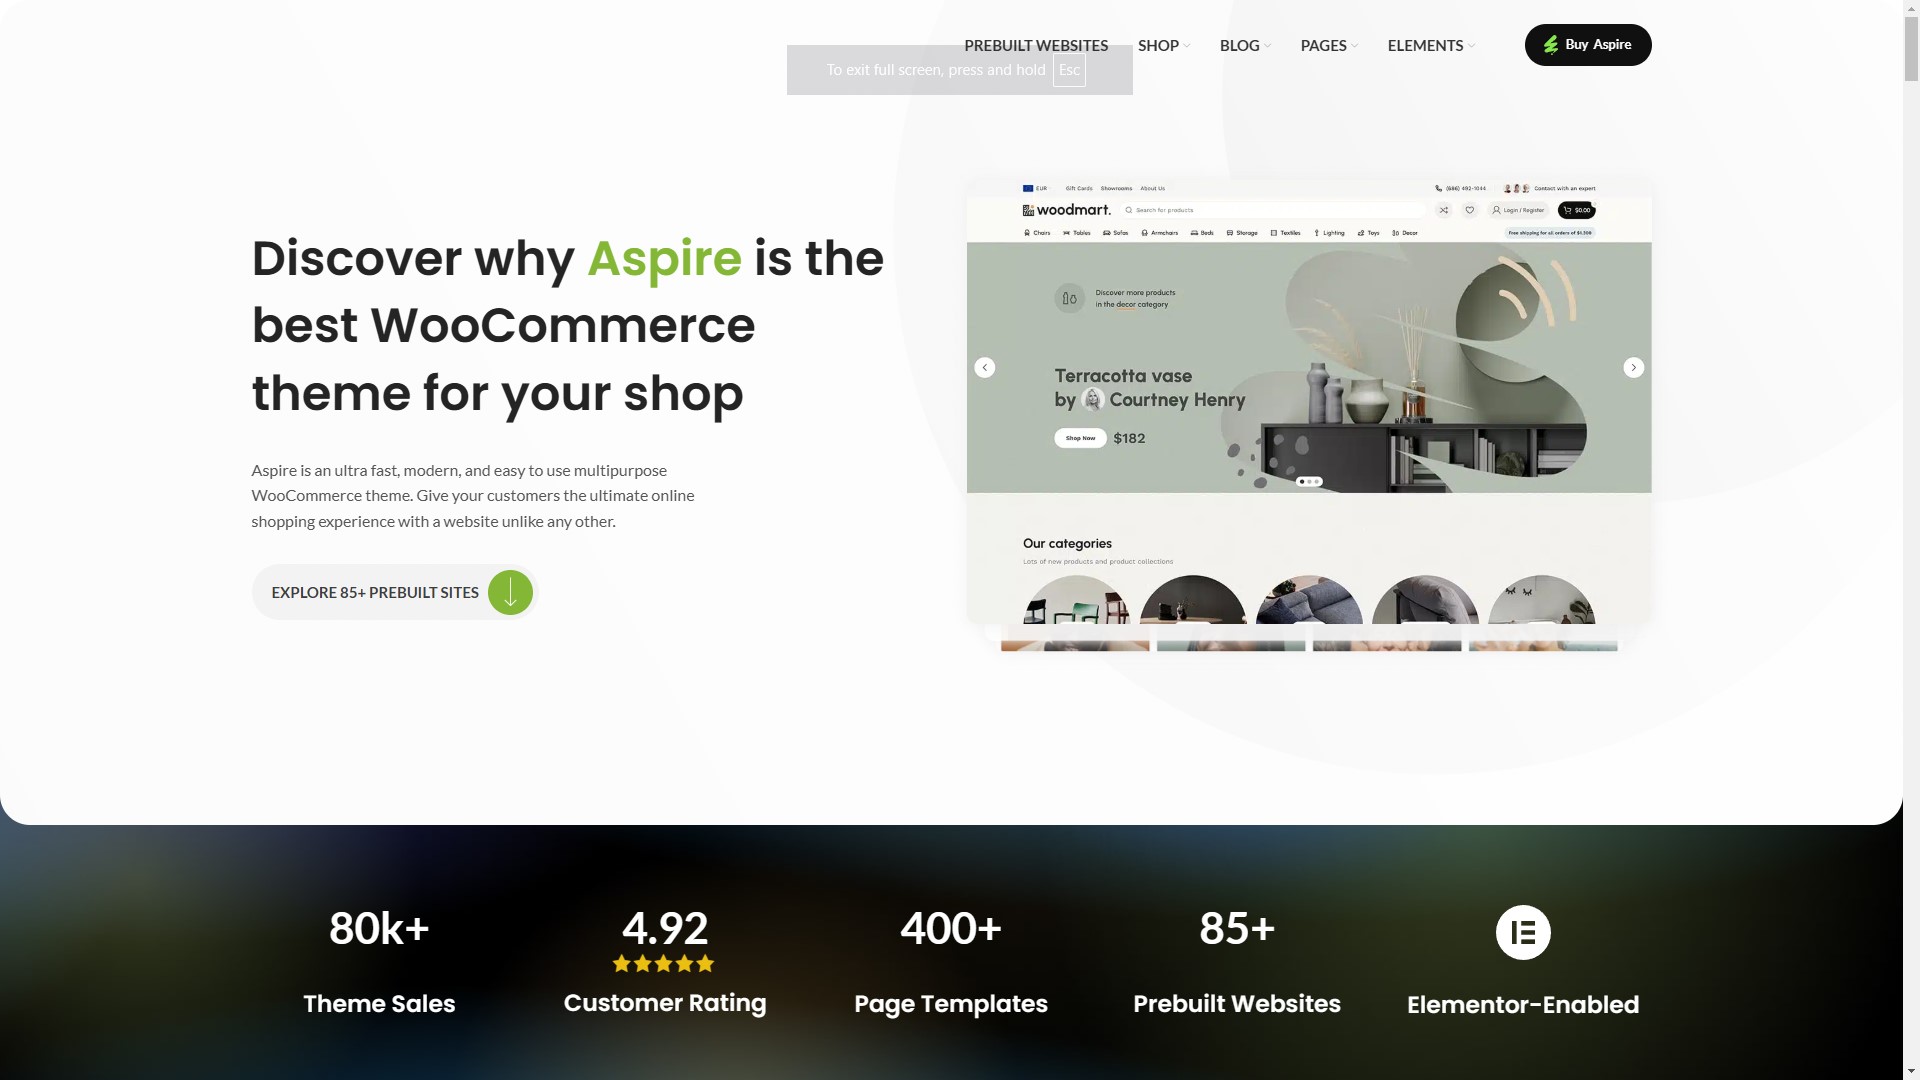 PREBUILT WEBSITES SHOP BLOG PAGES ELEMENTS Buy Aspire
To exit full screen, press and hold Esc
Discover why Aspire is the
best WooCommerce
theme for your shop
Aspire is an ultra fast, modern, and easy to use multipurpose
WooCommerce theme. Give your customers the ultimate online
shopping experience with a website unlike any other.
EXPLORE 85+ PREBUILT SITES
EUR Gift Cards Showrooms About Us (686) 492-1044 Contact with an expert
woodmart. Search for products Login / Register $0.00
Chairs Tables Sofas Armchairs Beds Storage Textiles Lighting Toys Decor Free shipping for all orders of $1,300
Discover more products
in the decor category
Terracotta vase
by Courtney Henry
Shop Now $182
Our categories
Lots of new products and product collections
80k+ 4.92 400+ 85+
Theme Sales Customer Rating Page Templates Prebuilt Websites Elementor-Enabled